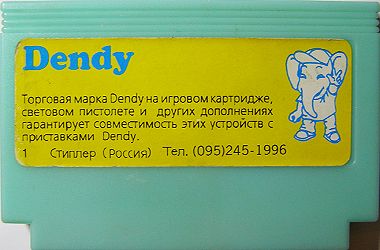 Dendy
Торговая марка Dendy на игровом картридже,
световом пистолете и других дополнениях
гарантирует совместимость этих устройств с
приставками Dendy.
1 Стиплер (Россия) Тел. (095)245-1996